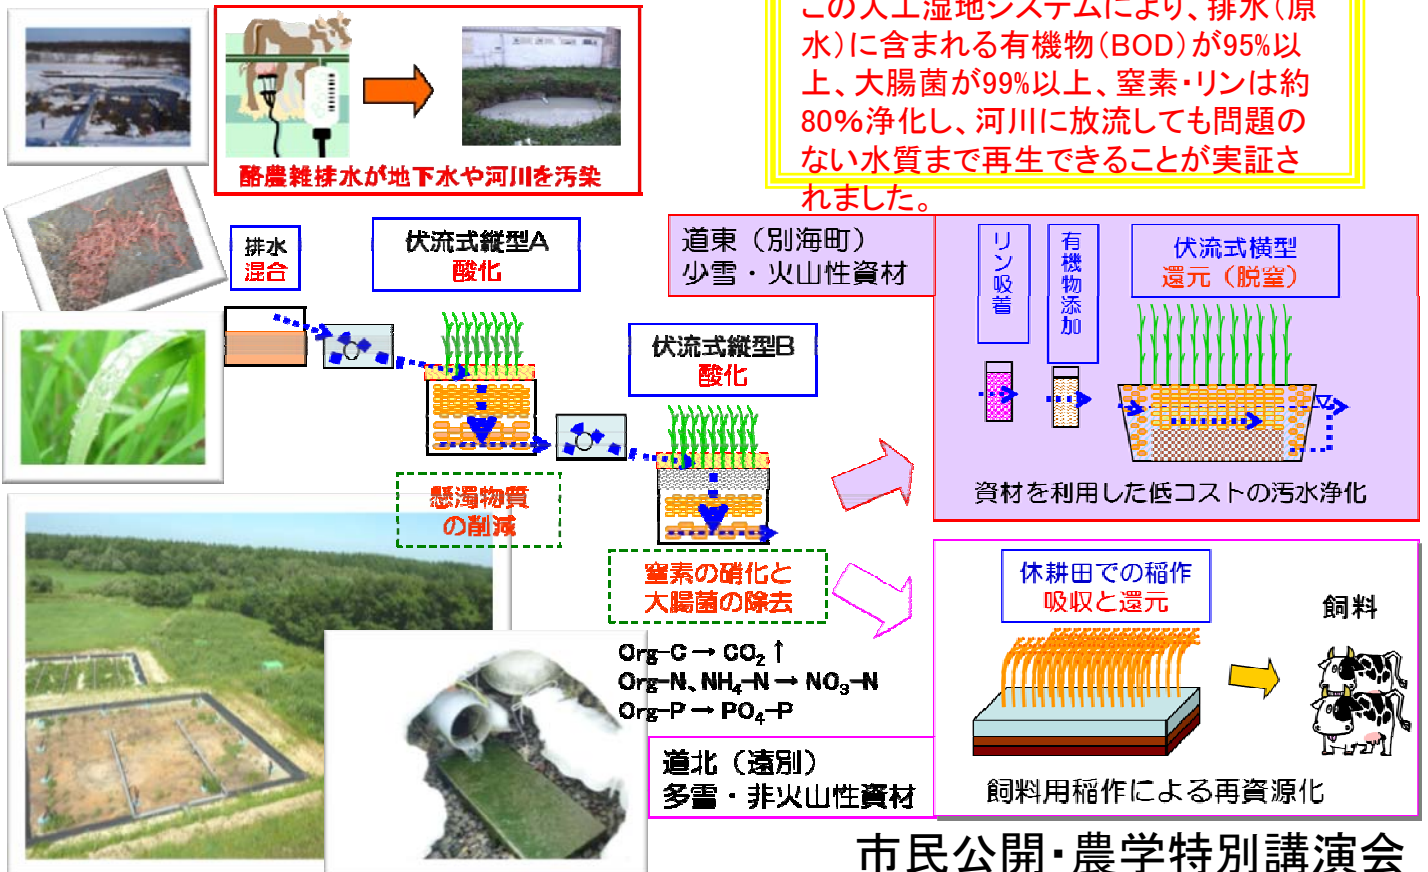 この人工湿地システムにより、排水(原
水)に含まれる有機物(BOD)が95%以
上、大腸菌が99%以上、窒素・リンは約
80%浄化し、河川に放流しても問題の
ない水質まで再生できることが実証さ
れました。
酪農雑排水が地下水や河川を汚染
排水
混合
伏流式縦型A
酸化
道東(別海町)
少雪・火山性資材
リン吸着
有機物添加
伏流式横型
還元(脱窒)
伏流式縦型B
酸化
懸濁物質
の削減
資材を利用した低コストの汚水浄化
窒素の硝化と
大腸菌の除去
休耕田での稲作
吸収と還元
飼料
Org-C → CO₂ ↑
Org-N、NH₄-N → NO₃-N
Org-P → PO₄-P
道北(遠別)
多雪・非火山性資材
飼料用稲作による再資源化
市民公開・農学特別講演会